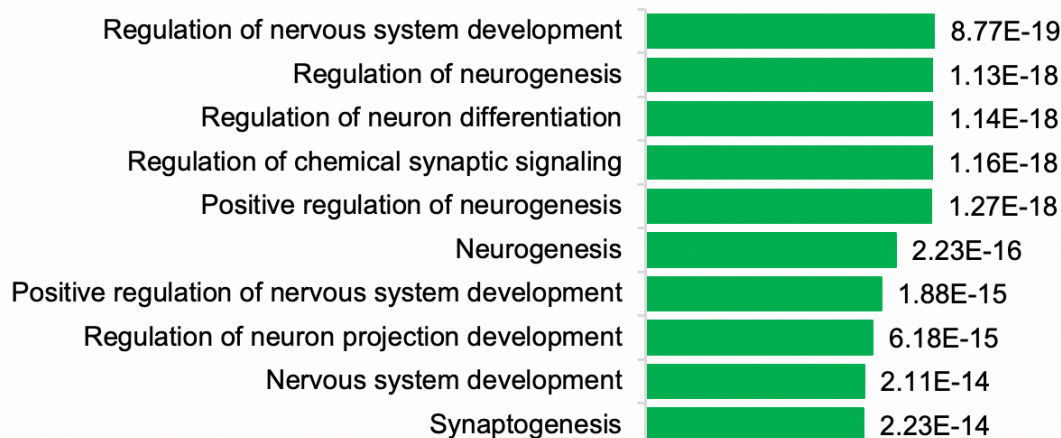 Regulation of nervous system development 8.77E-19
Regulation of neurogenesis 1.13E-18
Regulation of neuron differentiation 1.14E-18
Regulation of chemical synaptic signaling 1.16E-18
Positive regulation of neurogenesis 1.27E-18
Neurogenesis 2.23E-16
Positive regulation of nervous system development 1.88E-15
Regulation of neuron projection development 6.18E-15
Nervous system development 2.11E-14
Synaptogenesis 2.23E-14